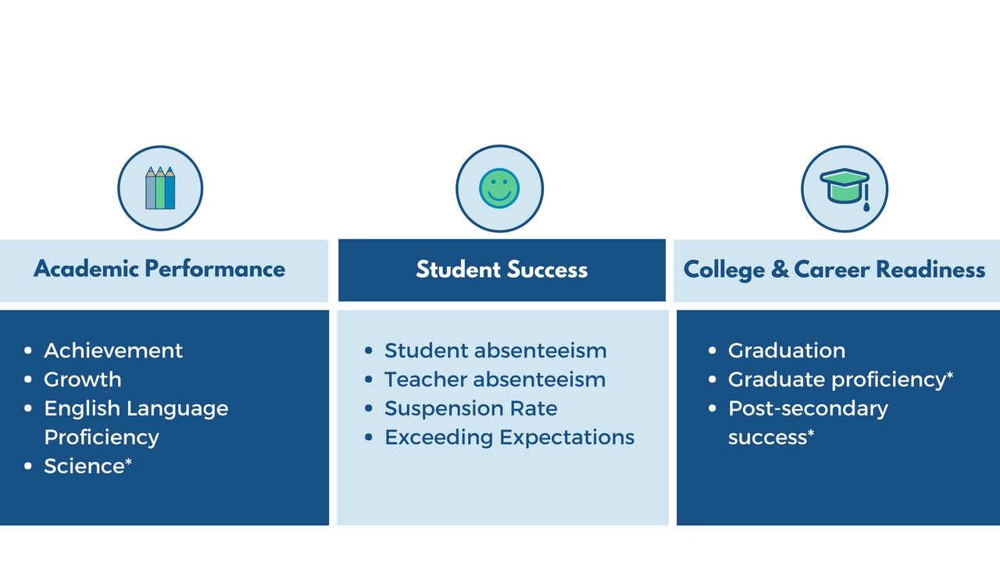 Academic Performance
Student Success
College & Career Readiness
• Achievement
• Growth
• English Language
Proficiency
• Science*
• Student absenteeism
• Teacher absenteeism
• Suspension Rate
• Exceeding Expectations
• Graduation
• Graduate proficiency*
• Post-secondary
success*